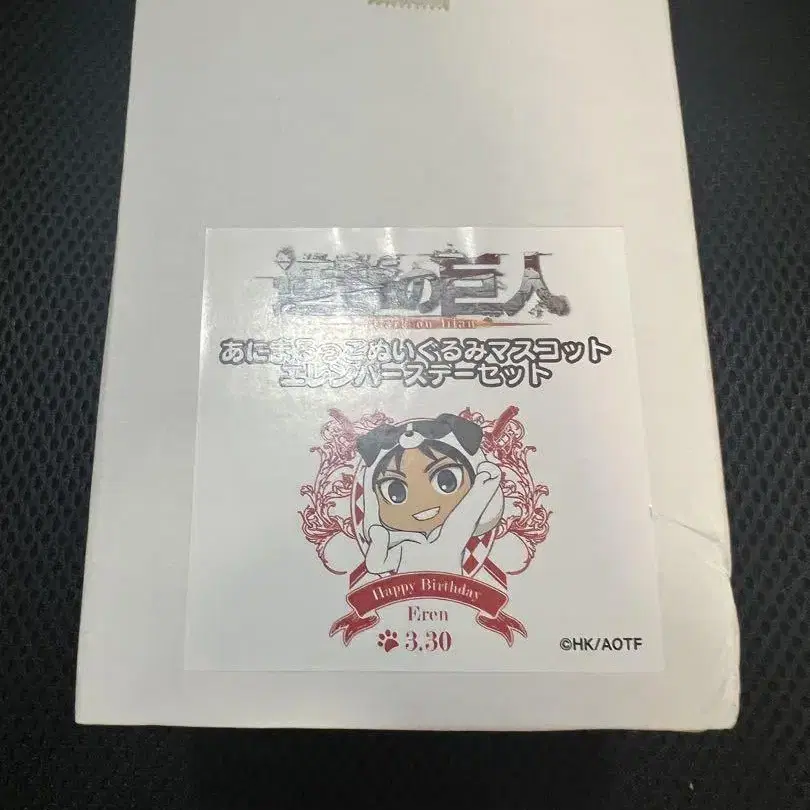 進撃の巨人
attack on titan
あにまるっこぬいぐるみマスコット
エレンバースデーセット
Happy Birthday
Eren
3.30
©HK/AOTF